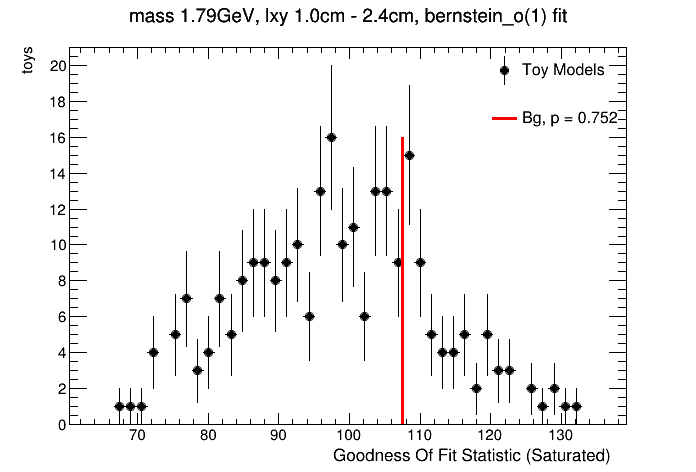 mass 1.79GeV, lxy 1.0cm - 2.4cm, bernstein_o(1) fit
toys
20
18
16
14
12
10
8
6
4
2
0
Toy Models
Bg, p = 0.752
70 80 90 100 110 120 130
Goodness Of Fit Statistic (Saturated)